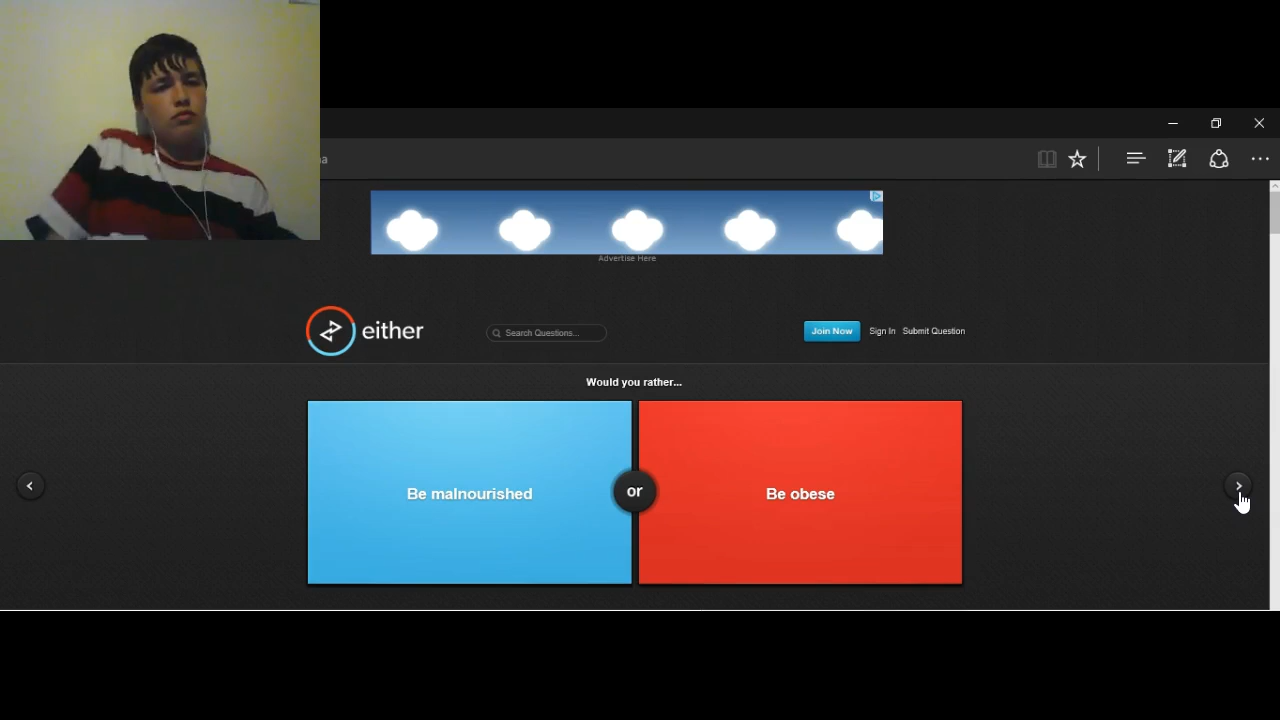 na
Advertise Here
either
Search Questions...
Join Now
Sign In
Submit Question
Would you rather...
Be malnourished
or
Be obese